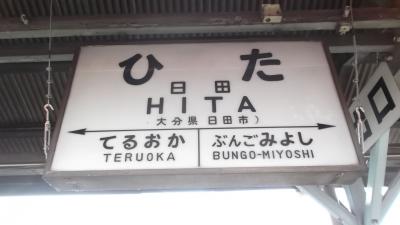 ひた
日田
HITA
(大分県 日田市)
てるおか ぶんごみよし
TERUOKA BUNGO-MIYOSHI